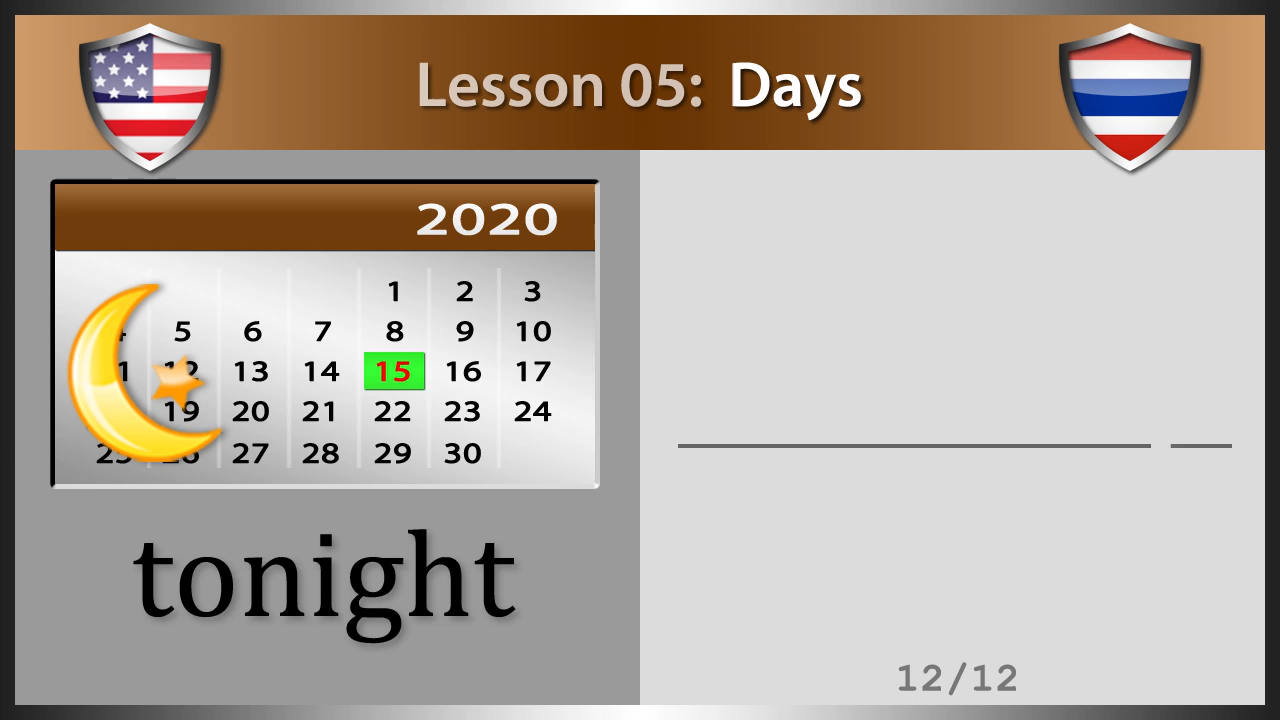 Lesson 05: Days
2020
1 2 3
5 6 7 8 9 10
13 14 15 16 17
19 20 21 22 23 24
27 28 29 30
tonight
12/12